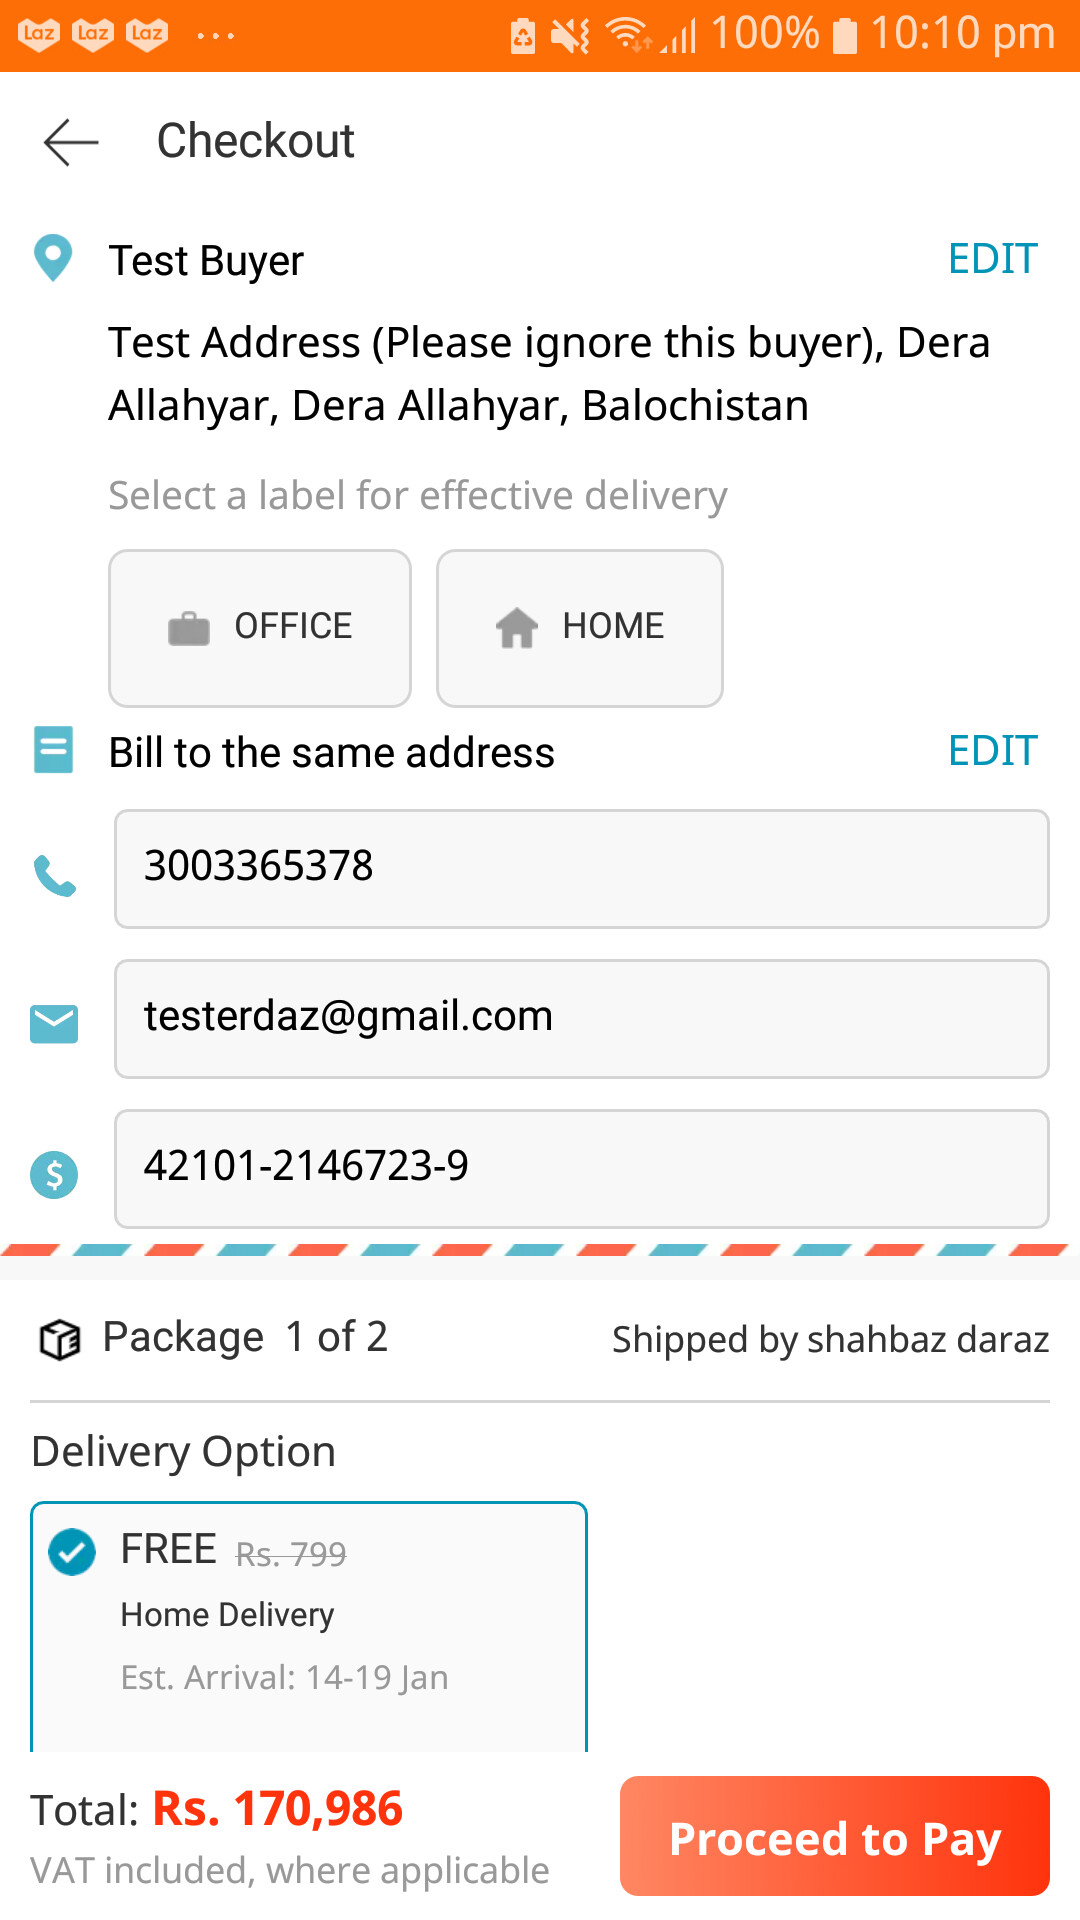 Laz Laz Laz ... 100% 10:10 pm
Checkout
Test Buyer EDIT
Test Address (Please ignore this buyer), Dera
Allahyar, Dera Allahyar, Balochistan
Select a label for effective delivery
OFFICE HOME
Bill to the same address EDIT
3003365378
testerdaz@gmail.com
$ 42101-2146723-9
Package 1 of 2 Shipped by shahbaz daraz
Delivery Option
FREE Rs. 799
Home Delivery
Est. Arrival: 14-19 Jan
Total: Rs. 170,986 Proceed to Pay
VAT included, where applicable